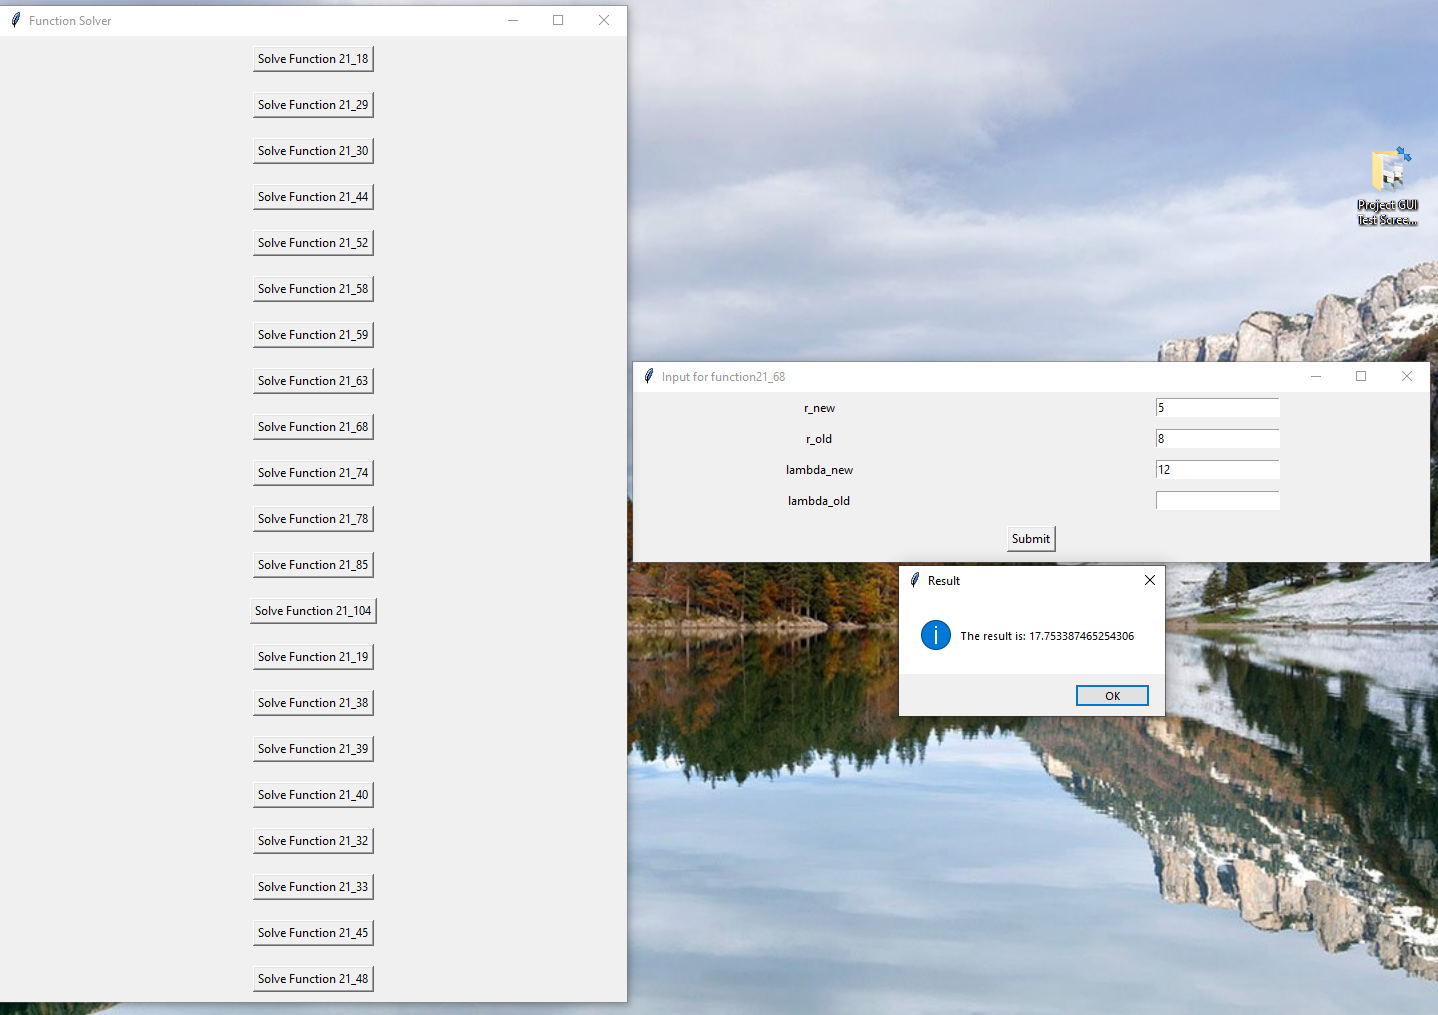 Function Solver
Solve Function 21_18
Solve Function 21_29
Solve Function 21_30
Solve Function 21_44
Solve Function 21_52
Solve Function 21_58
Solve Function 21_59
Solve Function 21_63
Solve Function 21_68
Solve Function 21_74
Solve Function 21_78
Solve Function 21_85
Solve Function 21_104
Solve Function 21_19
Solve Function 21_38
Solve Function 21_39
Solve Function 21_40
Solve Function 21_32
Solve Function 21_33
Solve Function 21_45
Solve Function 21_48
Project GUI
Test Scree...
Input for function21_68
r_new 5
r_old 8
lambda_new 12
lambda_old
Submit
Result
The result is: 17.753387465254306
OK